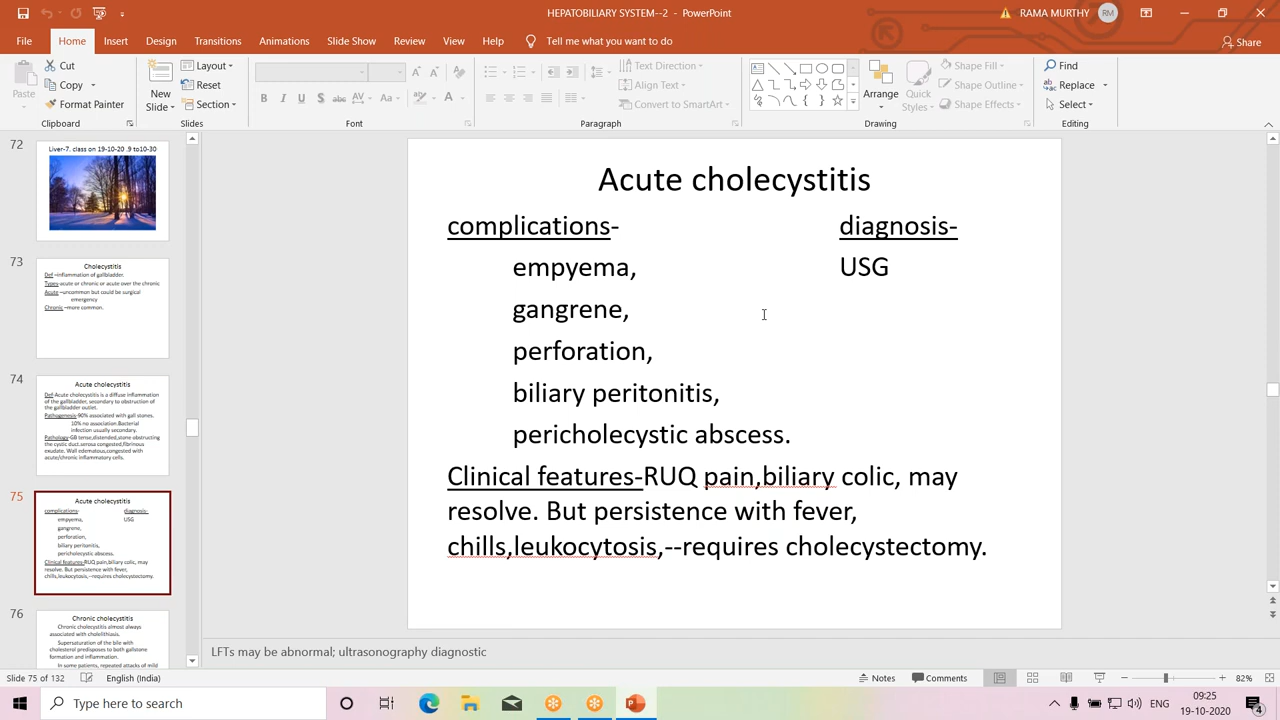 HEPATOBILIARY SYSTEM--2 - PowerPoint
RAMA MURTHY RM
File Home Insert Design Transitions Animations Slide Show Review View Help Tell me what you want to do Share
Paste Cut Copy Format Painter
New Slide Layout Reset Section
B I U S abc AV Aa A
Text Direction Align Text Convert to SmartArt
Arrange Quick Styles Shape Fill Shape Outline Shape Effects
Find Replace Select
Clipboard Slides Font Paragraph Drawing Editing
72
Liver-7. class on 19-10-20 .9 to10-30
73
Cholecystitis
Def –inflammation of gallbladder.
Types-acute or chronic or acute over the chronic
Acute –uncommon but could be surgical
emergency
Chronic –more common.
74
Acute cholecystitis
Def-Acute cholecystitis is a diffuse inflammation
of the gallbladder, secondary to obstruction of
the gallbladder outlet.
Pathogenesis-90% associated with gall stones.
10% no association.Bacterial
infection usually secondary.
Pathology-GB tense,distended,stone obstructing
the cystic duct.serosa congested,fibrinous
exudate. Wall edematous,congested with
acute/chronic inflammatory cells.
75
Acute cholecystitis
complications- diagnosis-
empyema, USG
gangrene,
perforation,
biliary peritonitis,
pericholecystic abscess.
Clinical features-RUQ pain,biliary colic, may
resolve. But persistence with fever,
chills,leukocytosis,--requires cholecystectomy.
76
Chronic cholecystitis
Chronic cholecystitis almost always
associated with cholelithiasis.
Supersaturation of the bile with
cholesterol predisposes to both gallstone
formation and inflammation.
In some patients, repeated attacks of mild
Acute cholecystitis
complications- diagnosis-
empyema, USG
gangrene,
perforation,
biliary peritonitis,
pericholecystic abscess.
Clinical features-RUQ pain,biliary colic, may
resolve. But persistence with fever,
chills,leukocytosis,--requires cholecystectomy.
LFTs may be abnormal; ultrasonography diagnostic
Slide 75 of 132 English (India) Notes Comments 82%
Type here to search
09:25
19-10-2020
4